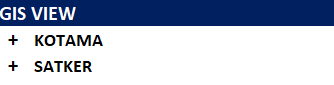 GIS VIEW
+ KOTAMA
+ SATKER